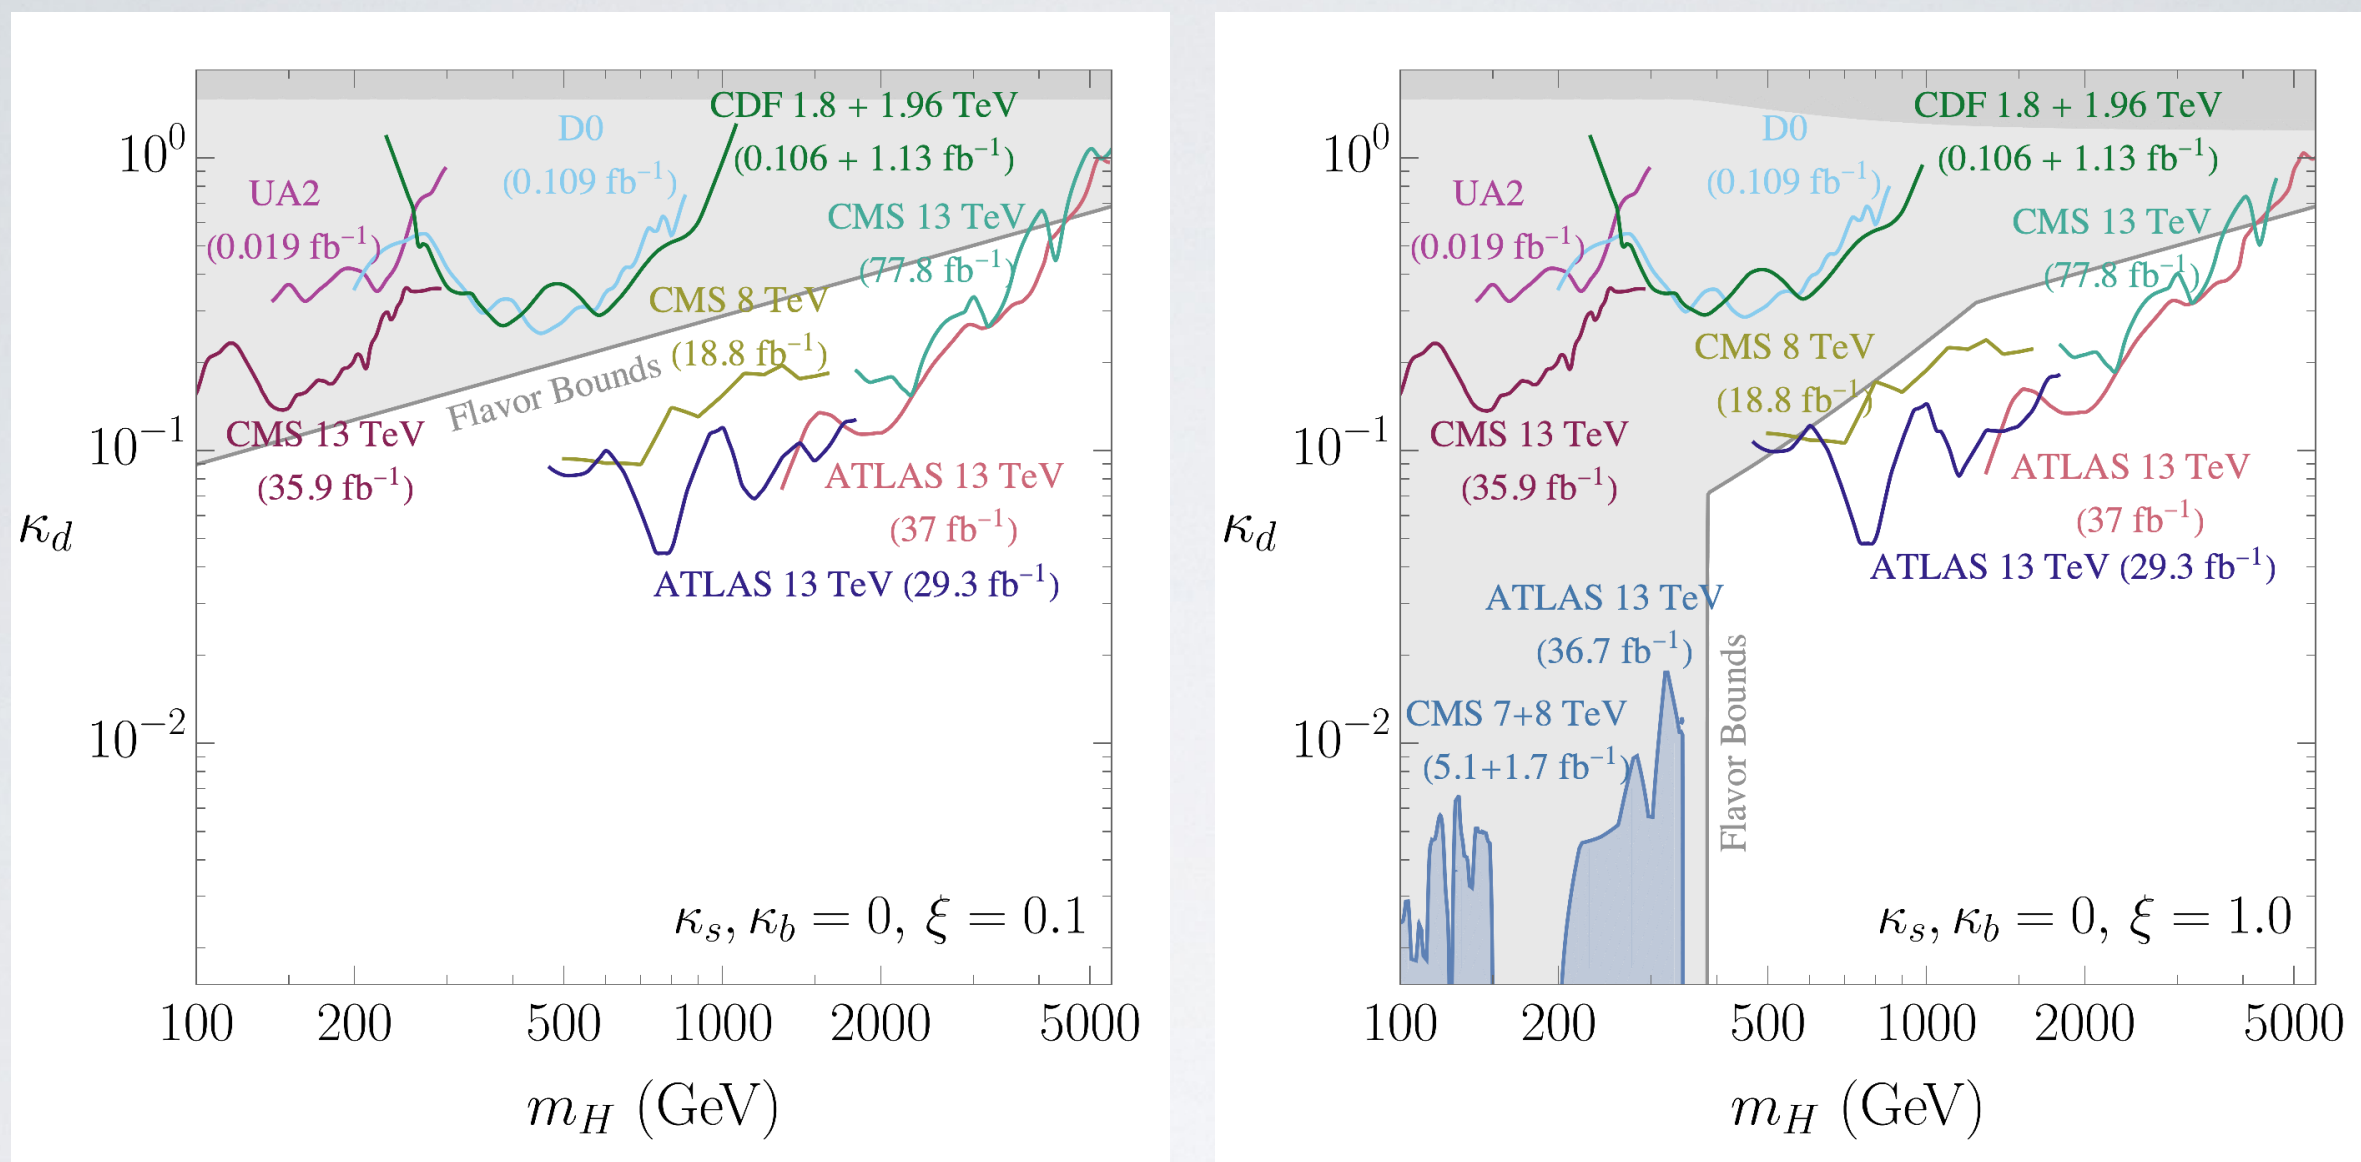 CDF 1.8 + 1.96 TeV
(0.106 + 1.13 fb⁻¹)
D0
(0.109 fb⁻¹)
UA2
(0.019 fb⁻¹)
CMS 13 TeV
(77.8 fb⁻¹)
CMS 8 TeV
(18.8 fb⁻¹)
Flavor Bounds
CMS 13 TeV
(35.9 fb⁻¹)
ATLAS 13 TeV
(37 fb⁻¹)
ATLAS 13 TeV (29.3 fb⁻¹)
κ_s, κ_b = 0, ξ = 0.1
10⁰
10⁻¹
10⁻²
κ_d
100 200 500 1000 2000 5000
m_H (GeV)
CDF 1.8 + 1.96 TeV
(0.106 + 1.13 fb⁻¹)
D0
(0.109 fb⁻¹)
UA2
(0.019 fb⁻¹)
CMS 13 TeV
(77.8 fb⁻¹)
CMS 8 TeV
(18.8 fb⁻¹)
CMS 13 TeV
(35.9 fb⁻¹)
ATLAS 13 TeV
(37 fb⁻¹)
ATLAS 13 TeV (29.3 fb⁻¹)
ATLAS 13 TeV
(36.7 fb⁻¹)
CMS 7+8 TeV
(5.1+1.7 fb⁻¹)
Flavor Bounds
κ_s, κ_b = 0, ξ = 1.0
10⁰
10⁻¹
10⁻²
κ_d
100 200 500 1000 2000 5000
m_H (GeV)